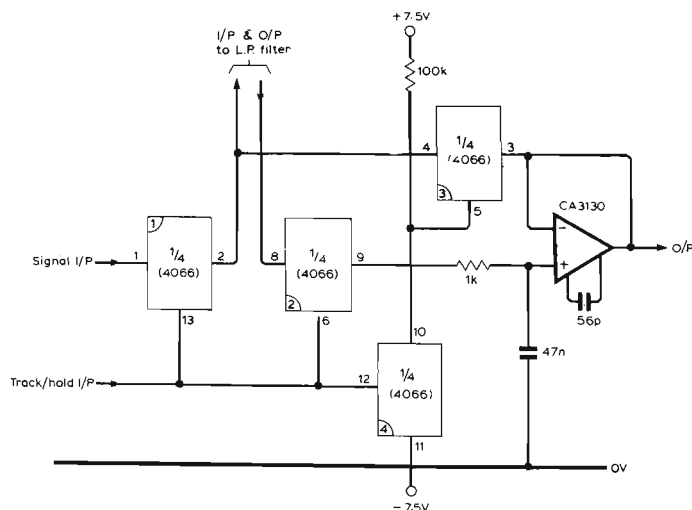 I/P & O/P
to L.P. filter
+7.5V
100k
1/4
(4066)
4
3
3
5
CA3130
1
1/4
(4066)
Signal I/P
1
2
13
1/4
(4066)
8
9
2
6
1k
−
+
O/P
56p
47n
10
Track/hold I/P
12
1/4
(4066)
4
11
0V
−7.5V